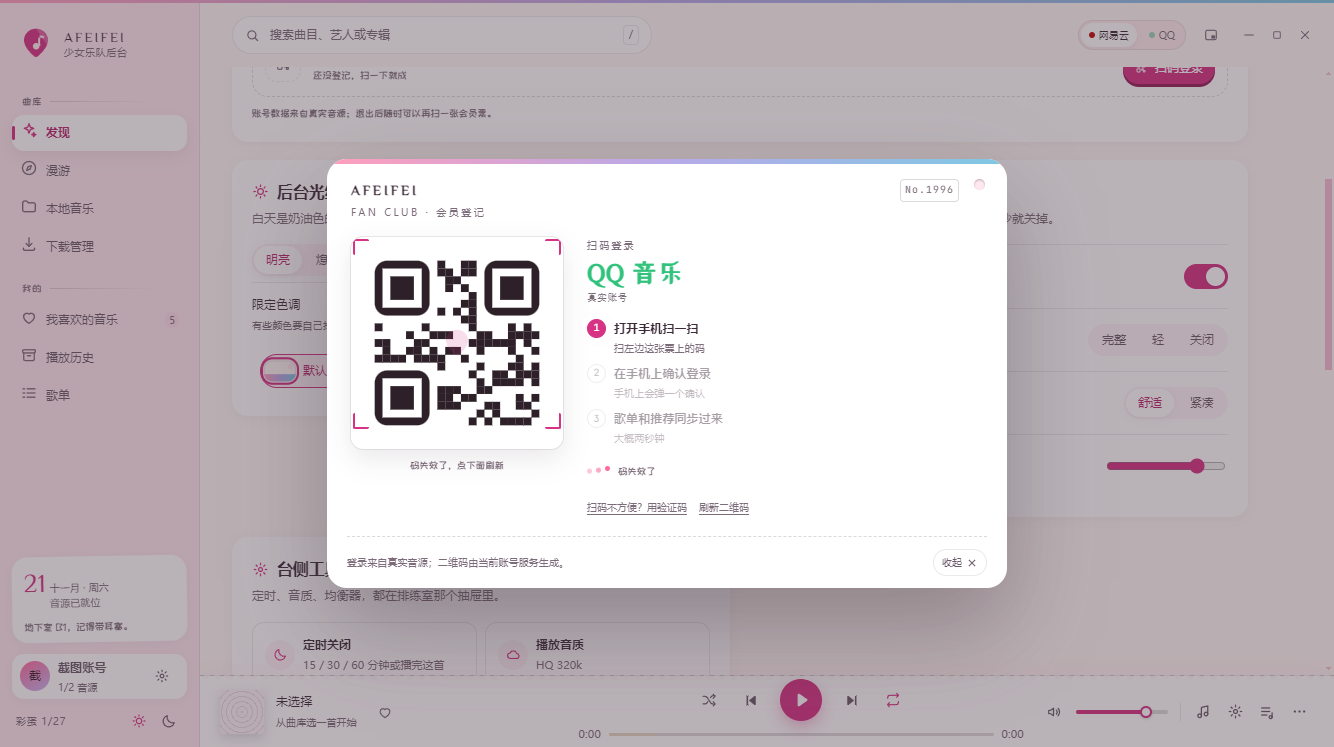 AFEIFEI
少女乐队后台
搜索曲目、艺人或专辑
/
网易云
QQ
曲库
发现
漫游
本地音乐
下载管理
我的
我喜欢的音乐
5
播放历史
歌单
还没登记，扫一下就成
扫码登录
账号数据来自真实音源；退出后随时可以再扫一张会员票。
后台光
白天是奶油色
少就关掉。
明亮
限定色调
有些颜色要自己
默认
完整
轻
关闭
舒适
紧凑
AFEIFEI
FAN CLUB · 会员登记
No.1996
扫码登录
QQ 音乐
真实账号
1
打开手机扫一扫
扫左边这张票上的码
2
在手机上确认登录
手机上会弹一个确认
3
歌单和推荐同步过来
大概两秒钟
码失效了，点下面刷新
码失效了
扫码不方便？用验证码
刷新二维码
登录来自真实音源；二维码由当前账号服务生成。
收起
台侧工
定时、音质、均衡器，都在排练室那个抽屉里。
定时关闭
15 / 30 / 60 分钟或播完这首
播放音质
HQ 320k
21
十一月 · 周六
音源已就位
地下室 B1，记得带耳塞。
截
截图账号
1/2 音源
彩蛋 1/27
未选择
从曲库选一首开始
0:00
0:00